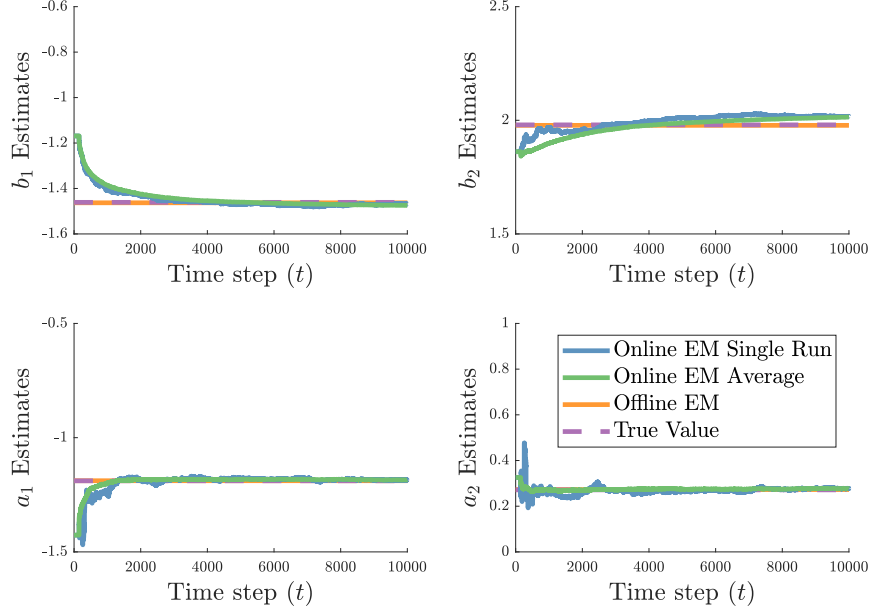 -0.6
-0.8
-1
-1.2
-1.4
-1.6
b1 Estimates
0 2000 4000 6000 8000 10000
Time step (t)
2.5
2
1.5
b2 Estimates
0 2000 4000 6000 8000 10000
Time step (t)
-0.5
-1
-1.5
a1 Estimates
0 2000 4000 6000 8000 10000
Time step (t)
1
0.8
0.6
0.4
0.2
0
a2 Estimates
0 2000 4000 6000 8000 10000
Time step (t)
Online EM Single Run
Online EM Average
Offline EM
True Value